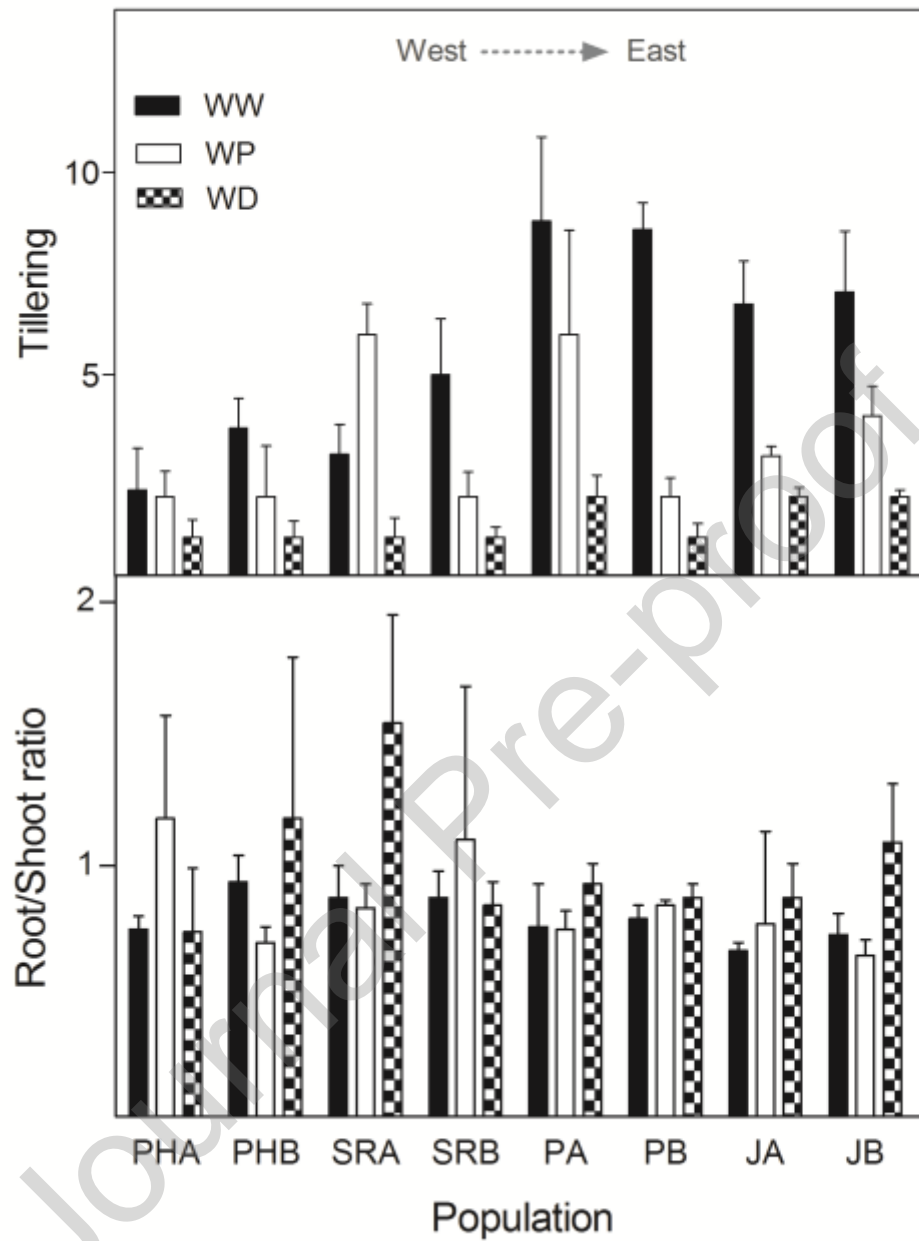 West East
WW
WP
WD
10
5
Tillering
2
1
Root/Shoot ratio
PHA PHB SRA SRB PA PB JA JB
Population
Journal Pre-proof